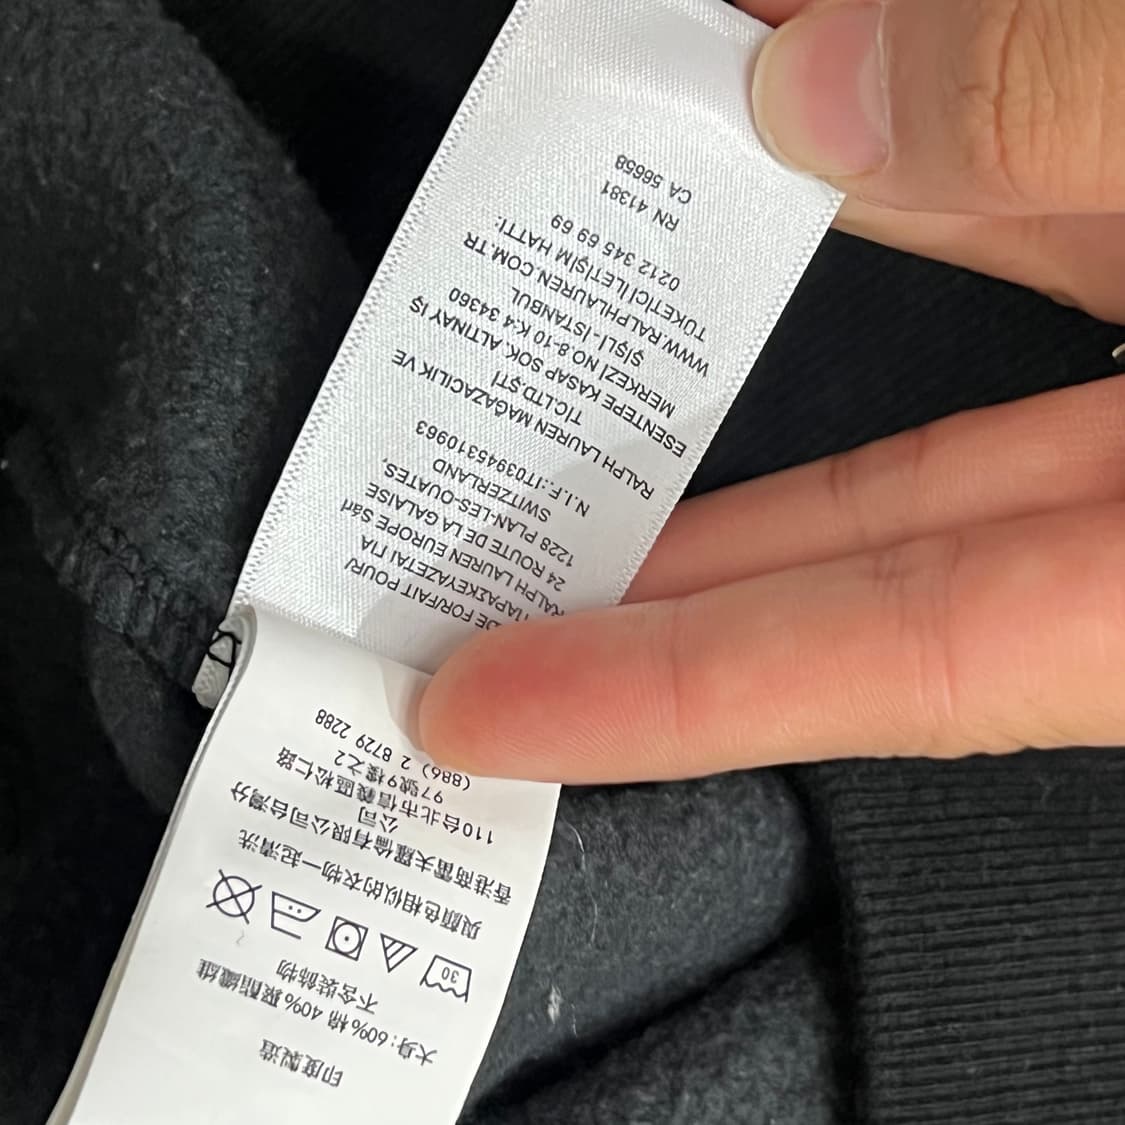 印度製造
大身: 60%棉 40%聚酯纖維
不含裝飾物
30
與顏色相似的衣物一起清洗
香港商雷夫羅倫有限公司台灣分
公司
110台北市信義區松仁路
97號9樓之2
(886) 2 8729 2288
FOR/FAIT POUR/
ΠΑΡΑΣΚΕΥΑΖΕΤΑΙ ΓΙΑ
RALPH LAUREN EUROPE Sàrl
24 ROUTE DE LA GALAISE
1228 PLAN-LES-OUATES,
SWITZERLAND
N.I.F.:IT03945310963
RALPH LAUREN MAĞAZACILIK VE
TİC.LTD.ŞTİ
ESENTEPE KASAP SOK. ALTINAY İŞ
MERKEZİ NO.8-10 K:4 34360
ŞİŞLİ - İSTANBUL
WWW.RALPHLAUREN.COM.TR
TÜKETİCİ İLETİŞİM HATTI:
0212 345 69 69
RN 41381
CA 56658